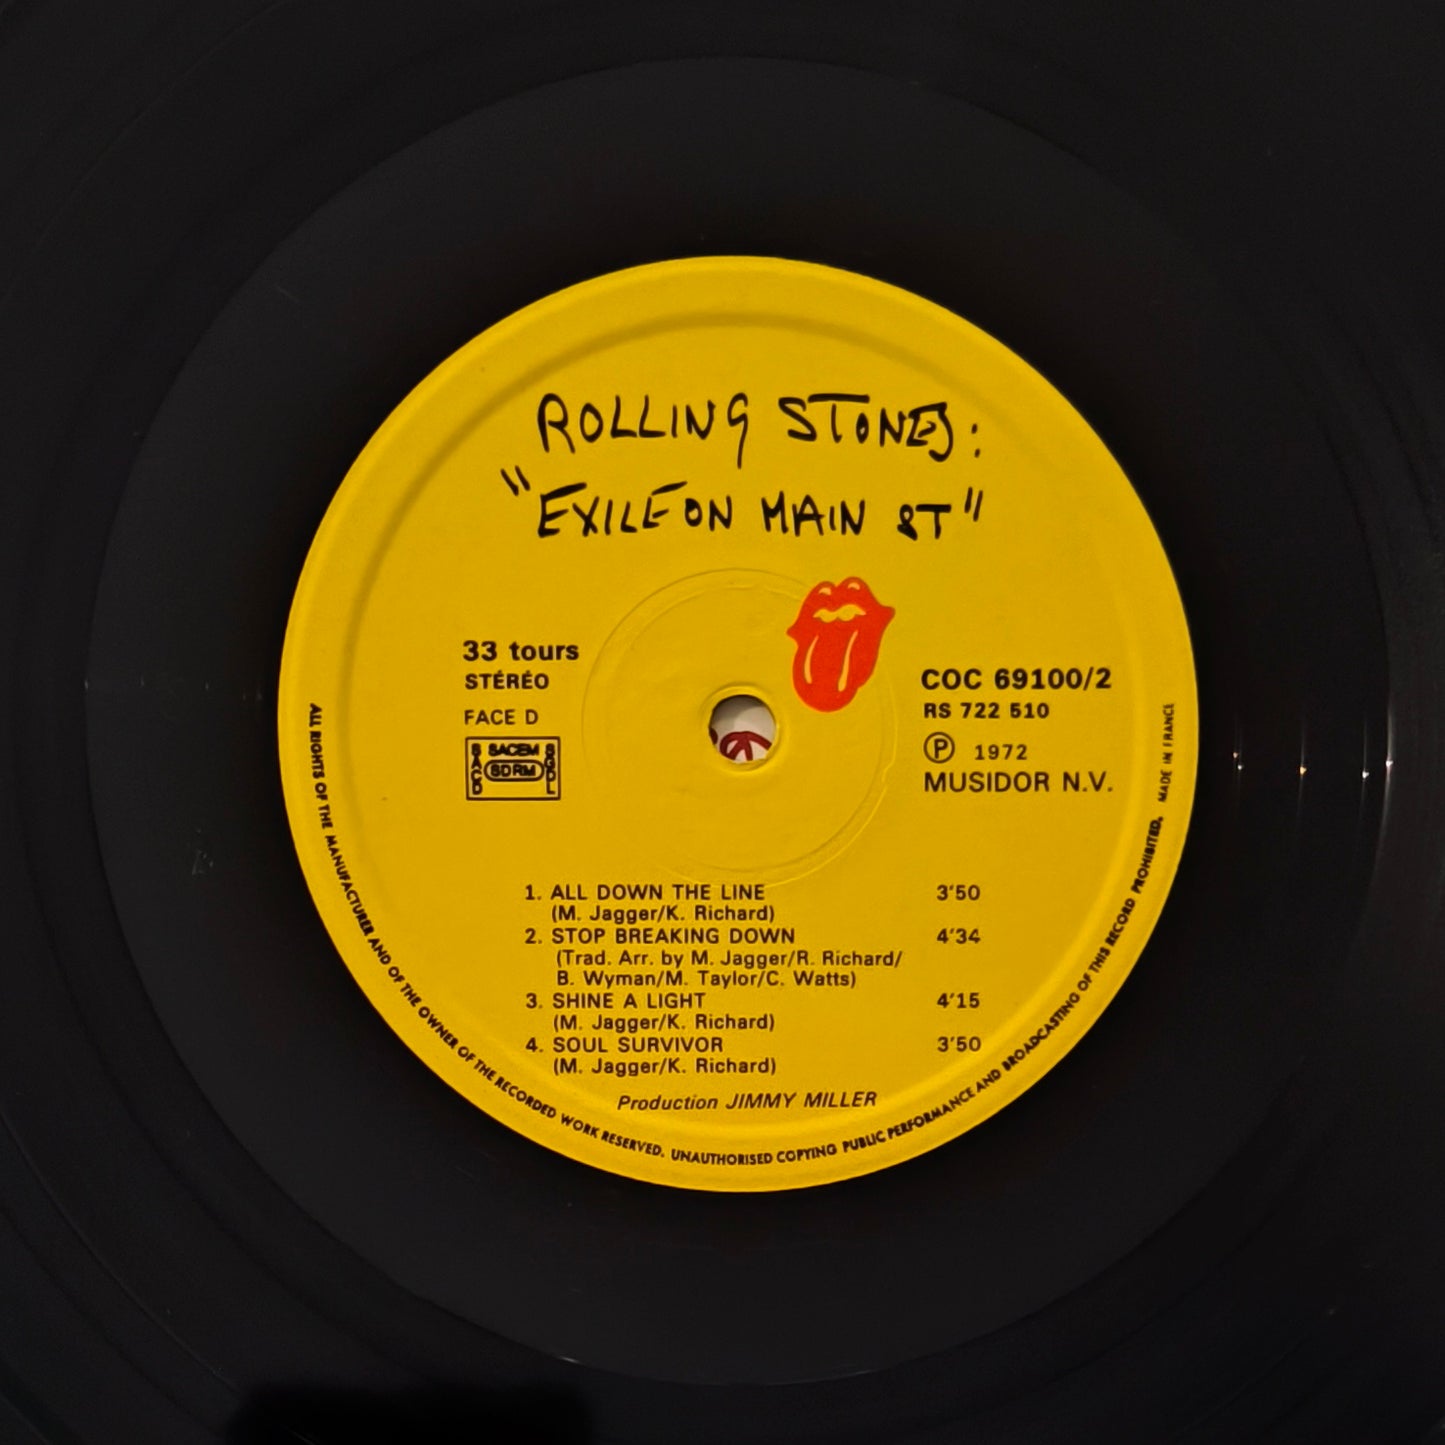 ROLLING STONES:
"EXILE ON MAIN ST"
33 tours
STÉRÉO
FACE D
SACEM
SACD
SDRM
SGDL
COC 69100/2
RS 722 510
Ⓟ 1972
MUSIDOR N.V.
1. ALL DOWN THE LINE 3'50
(M. Jagger/K. Richard)
2. STOP BREAKING DOWN 4'34
(Trad. Arr. by M. Jagger/R. Richard/
B. Wyman/M. Taylor/C. Watts)
3. SHINE A LIGHT 4'15
(M. Jagger/K. Richard)
4. SOUL SURVIVOR 3'50
(M. Jagger/K. Richard)
Production JIMMY MILLER
ALL RIGHTS OF THE MANUFACTURER AND OF THE OWNER OF THE RECORDED WORK RESERVED. UNAUTHORISED COPYING PUBLIC PERFORMANCE AND BROADCASTING OF THIS RECORD PROHIBITED. MADE IN FRANCE